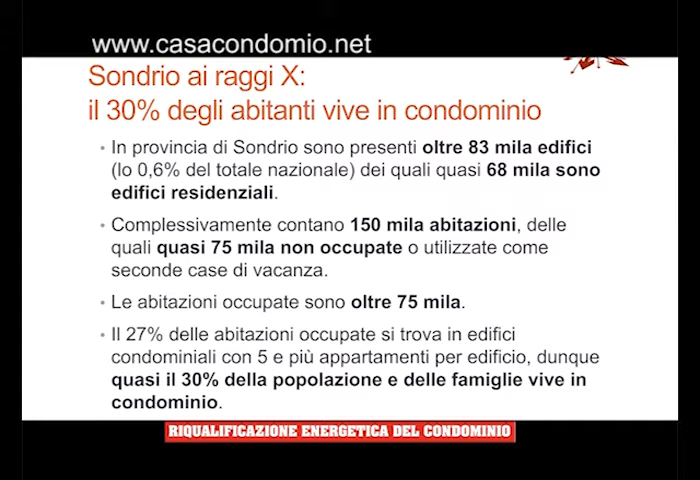 www.casacondomio.net
Sondrio ai raggi X:
il 30% degli abitanti vive in condominio
• In provincia di Sondrio sono presenti oltre 83 mila edifici
(lo 0,6% del totale nazionale) dei quali quasi 68 mila sono
edifici residenziali.
• Complessivamente contano 150 mila abitazioni, delle
quali quasi 75 mila non occupate o utilizzate come
seconde case di vacanza.
• Le abitazioni occupate sono oltre 75 mila.
• Il 27% delle abitazioni occupate si trova in edifici
condominiali con 5 e più appartamenti per edificio, dunque
quasi il 30% della popolazione e delle famiglie vive in
condominio.
RIQUALIFICAZIONE ENERGETICA DEL CONDOMINIO